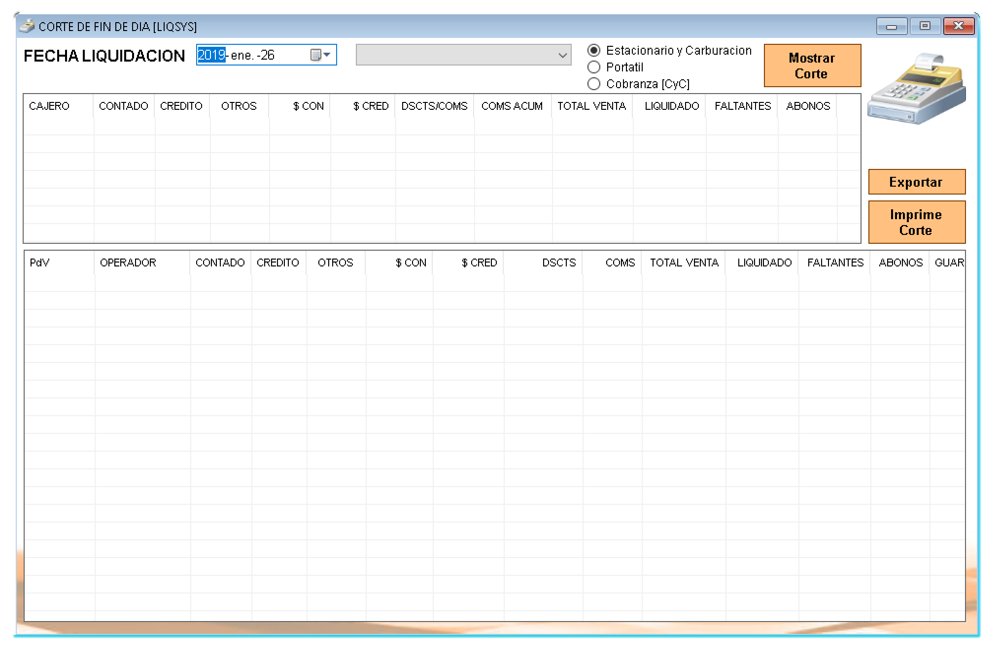 CORTE DE FIN DE DIA [LIQSYS]
FECHA LIQUIDACION 2019-ene. -26
Estacionario y Carburacion
Portatil
Cobranza [CyC]
Mostrar
Corte
CAJERO CONTADO CREDITO OTROS $ CON $ CRED DSCTS/COMS COMS ACUM TOTAL VENTA LIQUIDADO FALTANTES ABONOS
Exportar
Imprime
Corte
PdV OPERADOR CONTADO CREDITO OTROS $ CON $ CRED DSCTS COMS TOTAL VENTA LIQUIDADO FALTANTES ABONOS GUAR